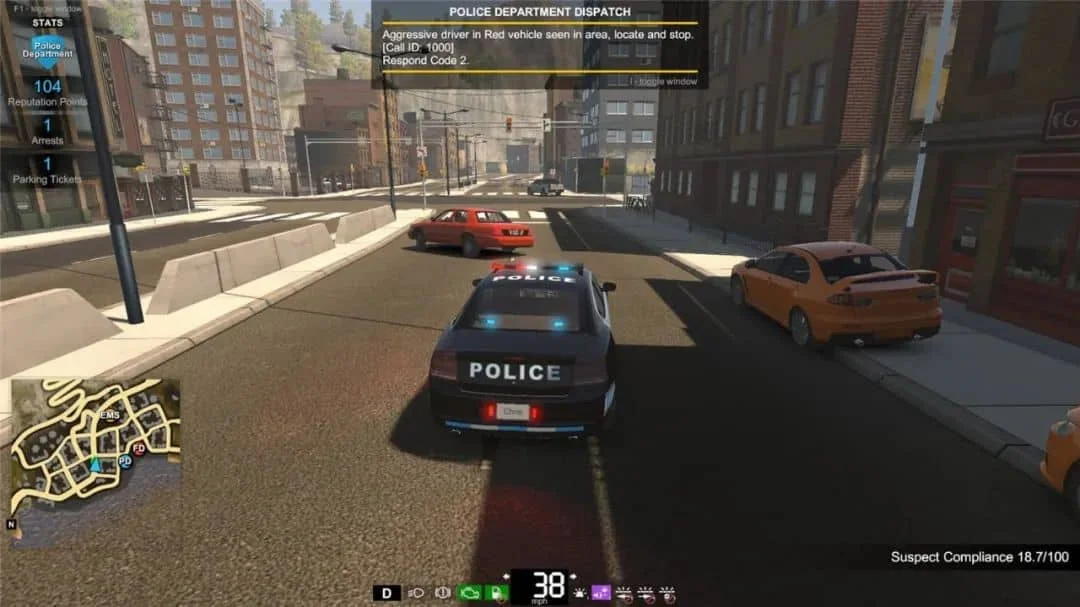 F1 - toggle window
STATS
Police
Department
104
Reputation Points
1
Arrests
1
Parking Tickets
POLICE DEPARTMENT DISPATCH
Aggressive driver in Red vehicle seen in area, locate and stop.
[Call ID: 1000]
Respond Code 2.
I - toggle window
POLICE
POLICE
Chris
EMS
FD
PD
N
Suspect Compliance 18.7/100
D
38
mph